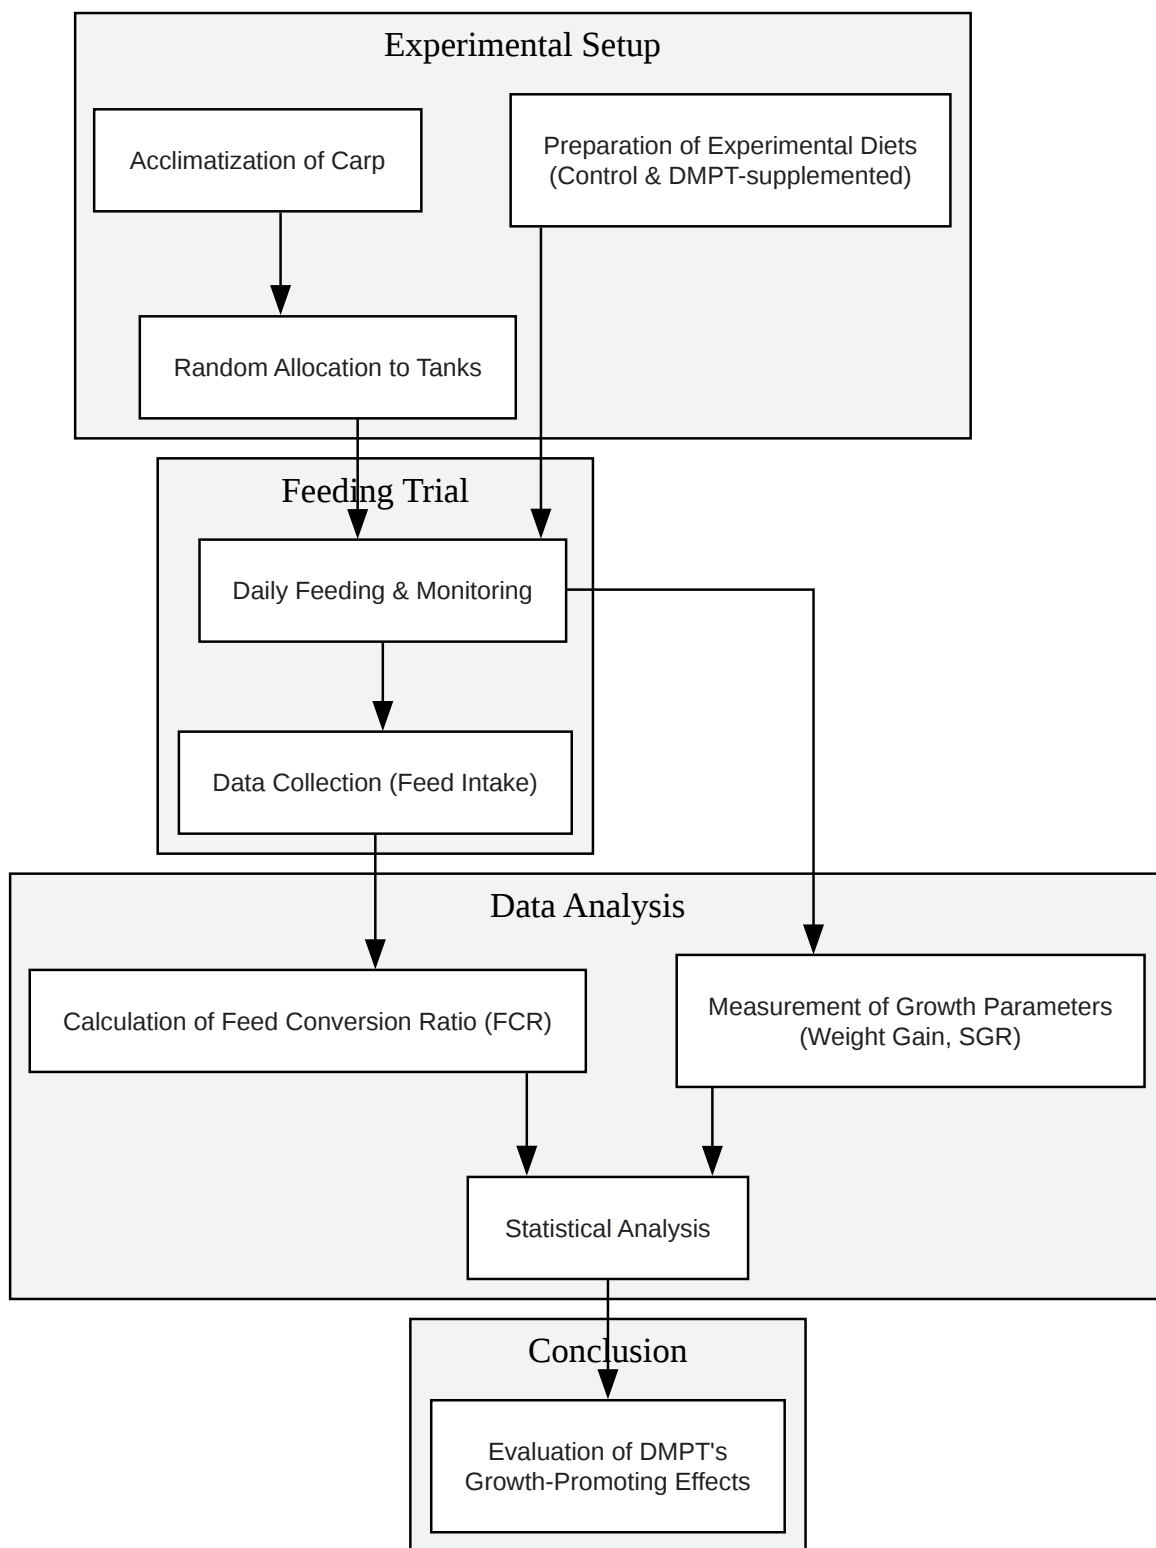 Experimental Setup
Acclimatization of Carp
Preparation of Experimental Diets
(Control & DMPT-supplemented)
Random Allocation to Tanks
Feeding Trial
Daily Feeding & Monitoring
Data Collection (Feed Intake)
Data Analysis
Calculation of Feed Conversion Ratio (FCR)
Measurement of Growth Parameters
(Weight Gain, SGR)
Statistical Analysis
Conclusion
Evaluation of DMPT's
Growth-Promoting Effects